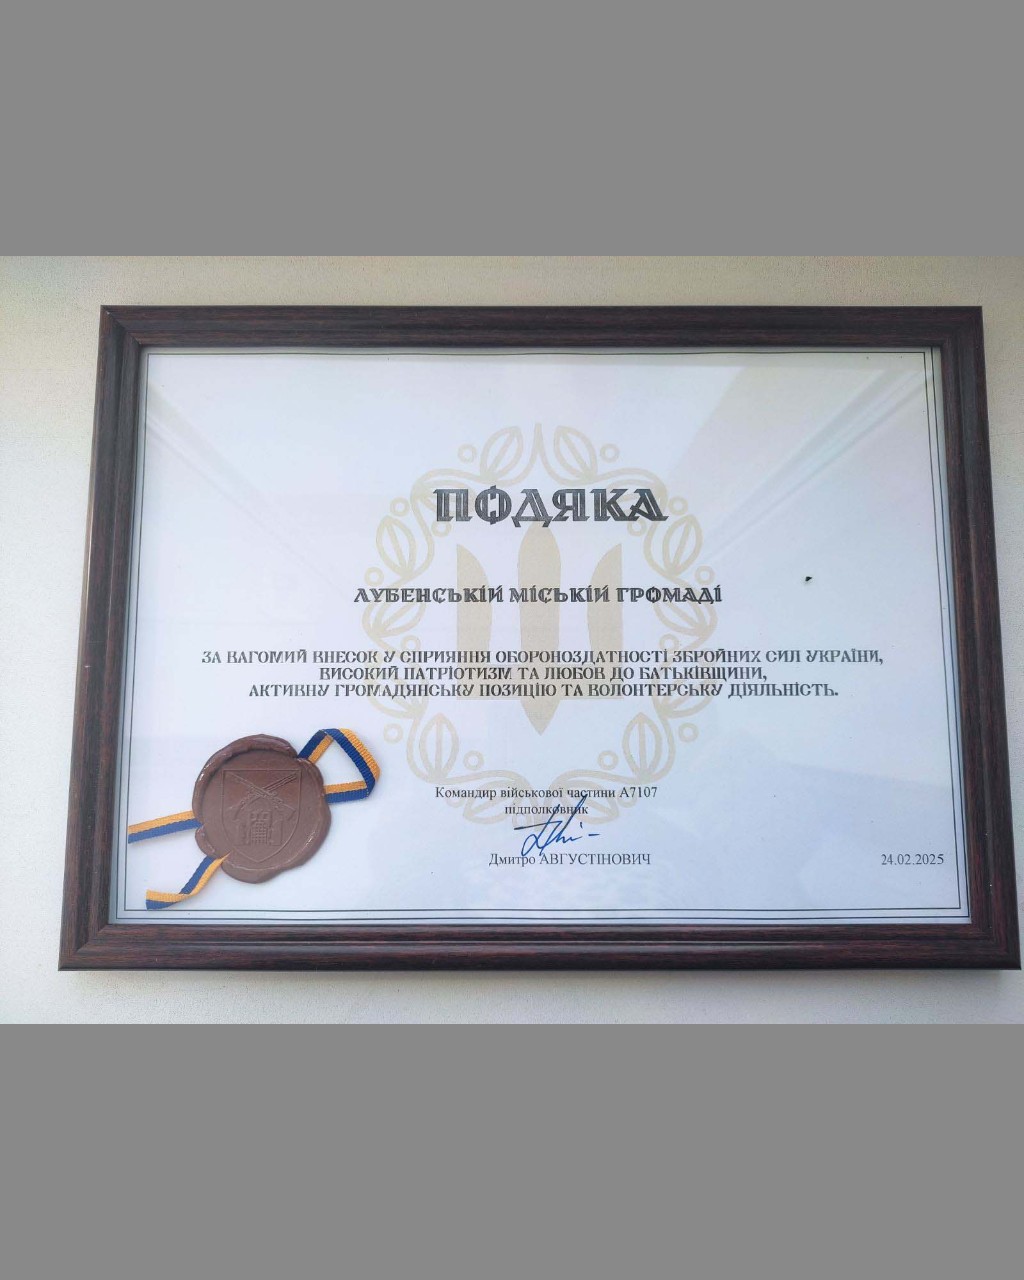 ПОДЯКА
ЛУБЕНСЬКІЙ МІСЬКІЙ ГРОМАДІ
ЗА ВАГОМИЙ ВНЕСОК У СПРИЯННЯ ОБОРОНОЗДАТНОСТІ ЗБРОЙНИХ СИЛ УКРАЇНИ,
ВИСОКИЙ ПАТРІОТИЗМ ТА ЛЮБОВ ДО БАТЬКІВЩИНИ,
АКТИВНУ ГРОМАДЯНСЬКУ ПОЗИЦІЮ ТА ВОЛОНТЕРСЬКУ ДІЯЛЬНІСТЬ.
Командир військової частини А7107
підполковник
Дмитро АВГУСТІНОВИЧ
24.02.2025